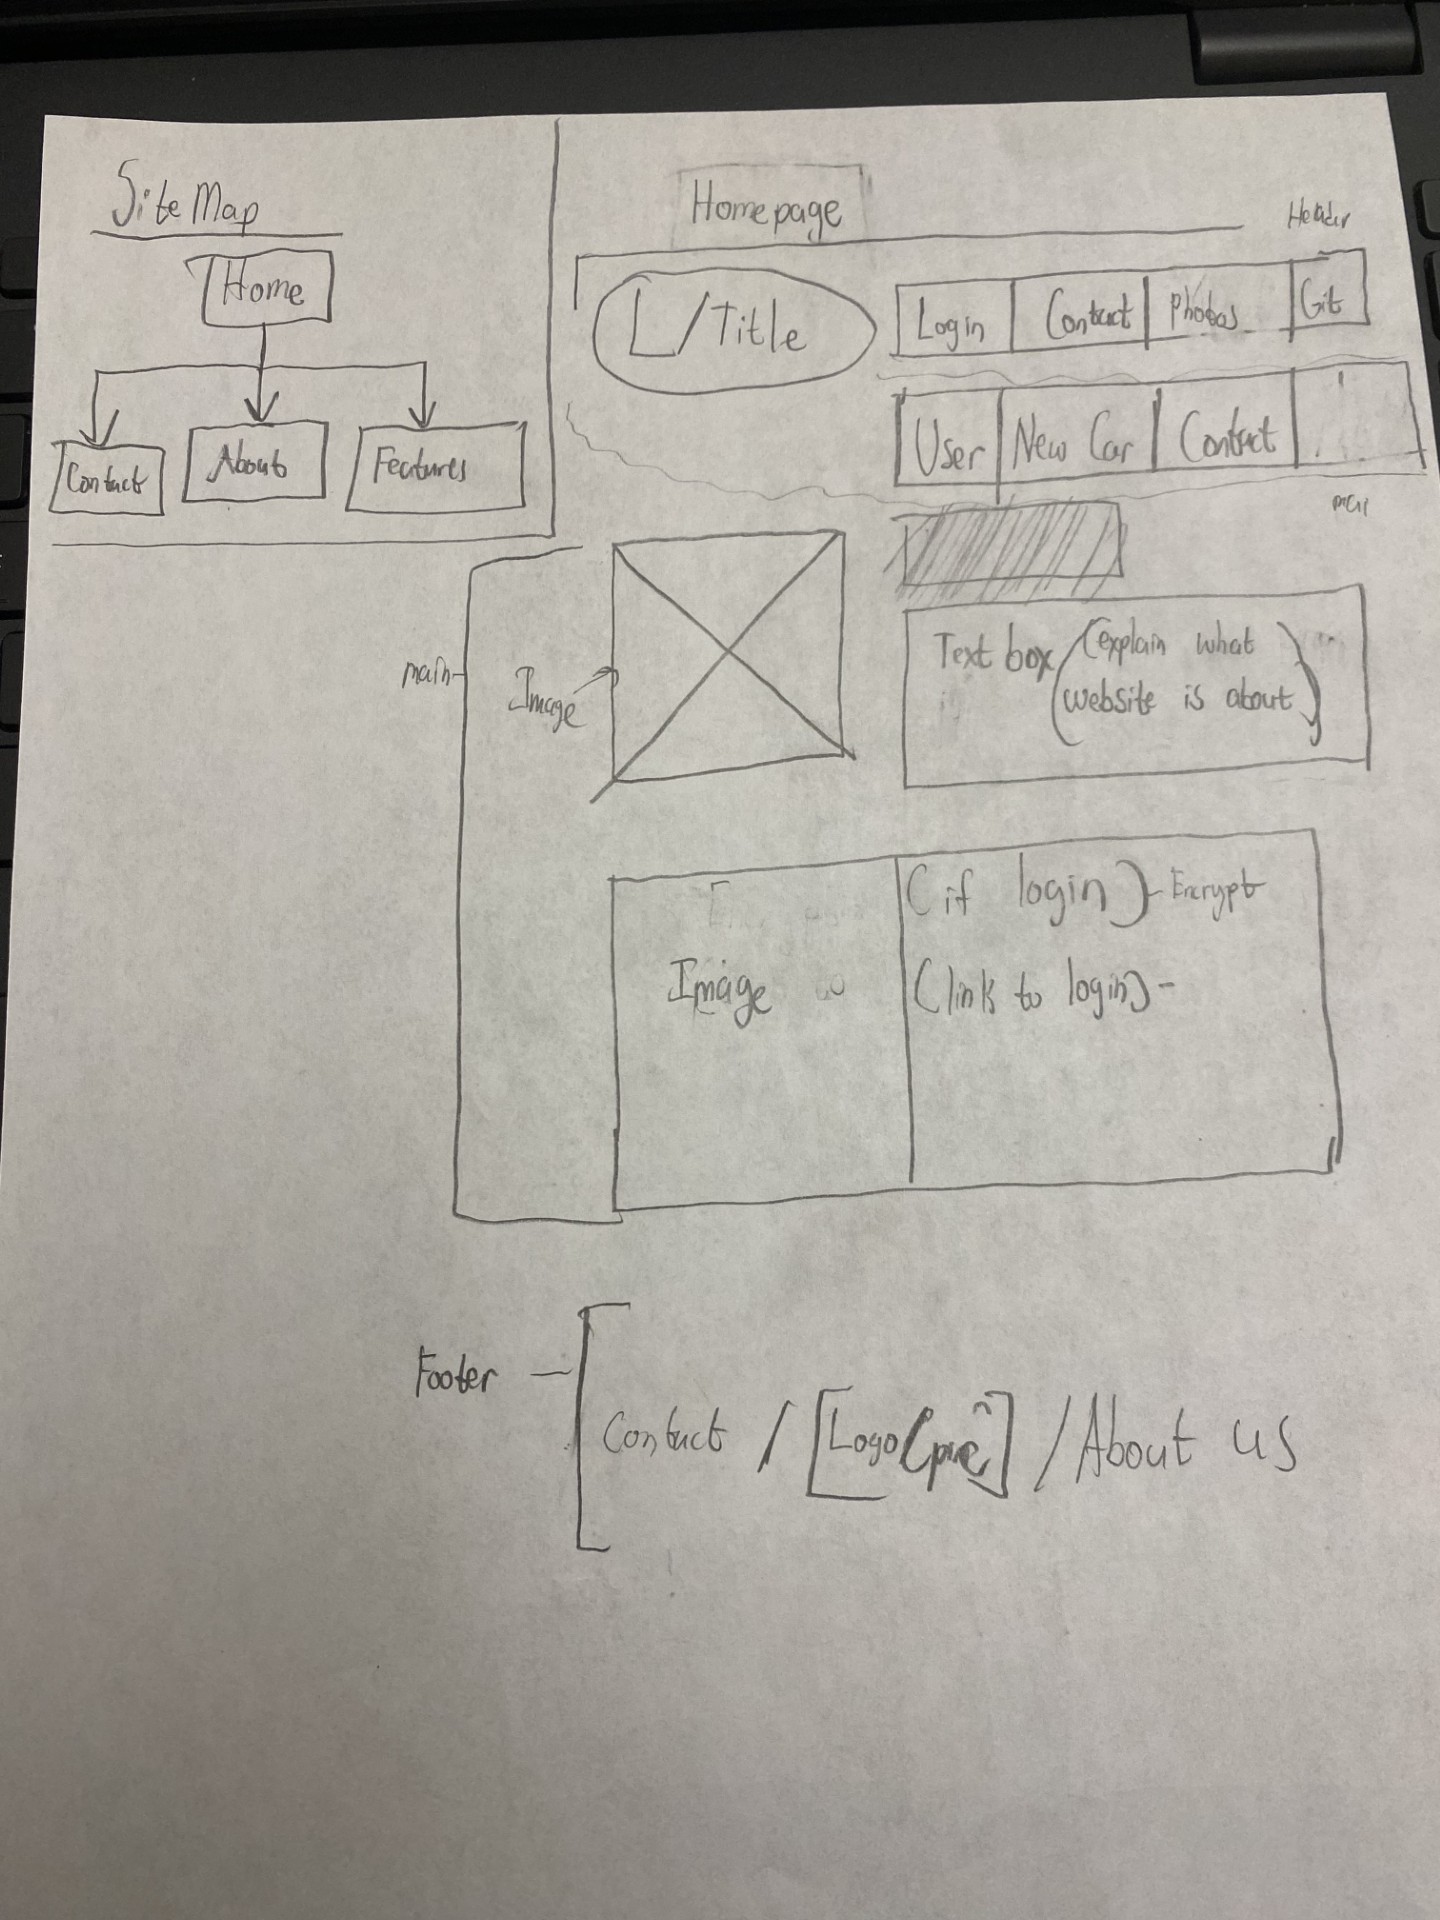 Site Map
Home
Contact
About
Features
Homepage
Header
L/Title
Login
Contact
Photos
Git
User
New Car
Contact
main
Image
Text box (explain what
website is about)
Image
(if login) - Encrypt
(link to login) -
Footer
Contact / [Logo ] / About us